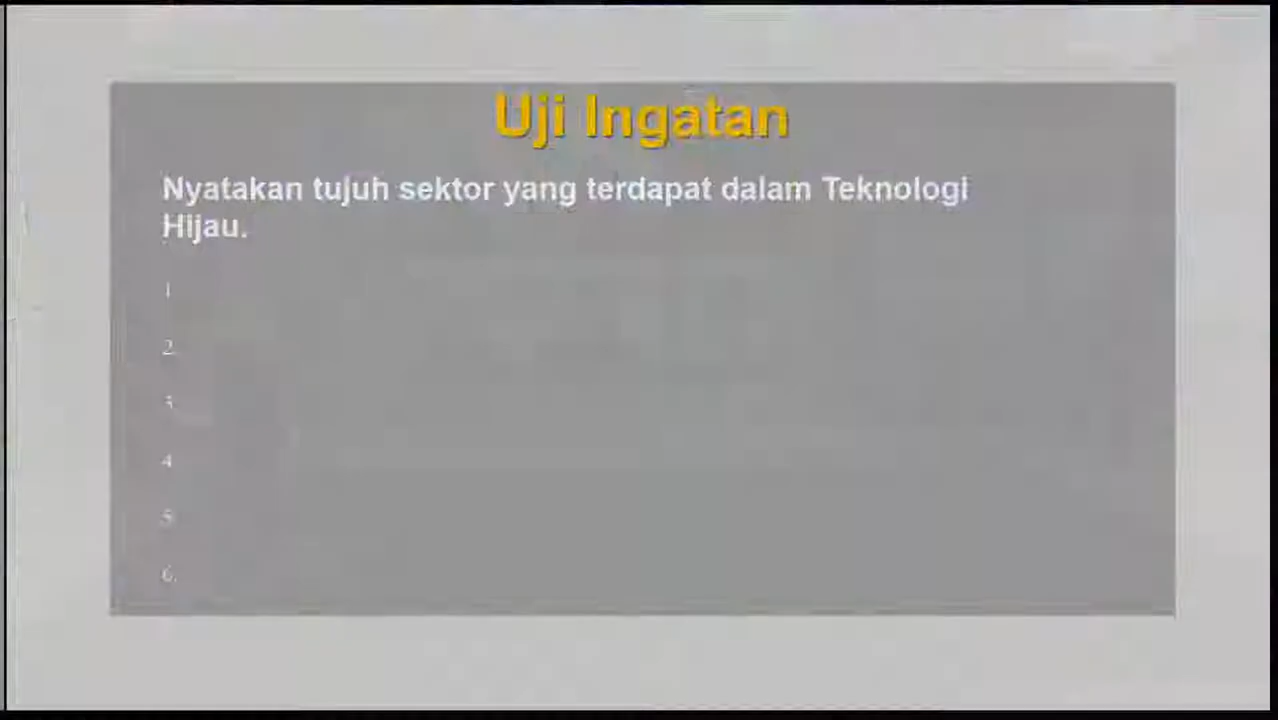 Uji Ingatan
Nyatakan tujuh sektor yang terdapat dalam Teknologi
Hijau.
1
2.
3
4
5
6.